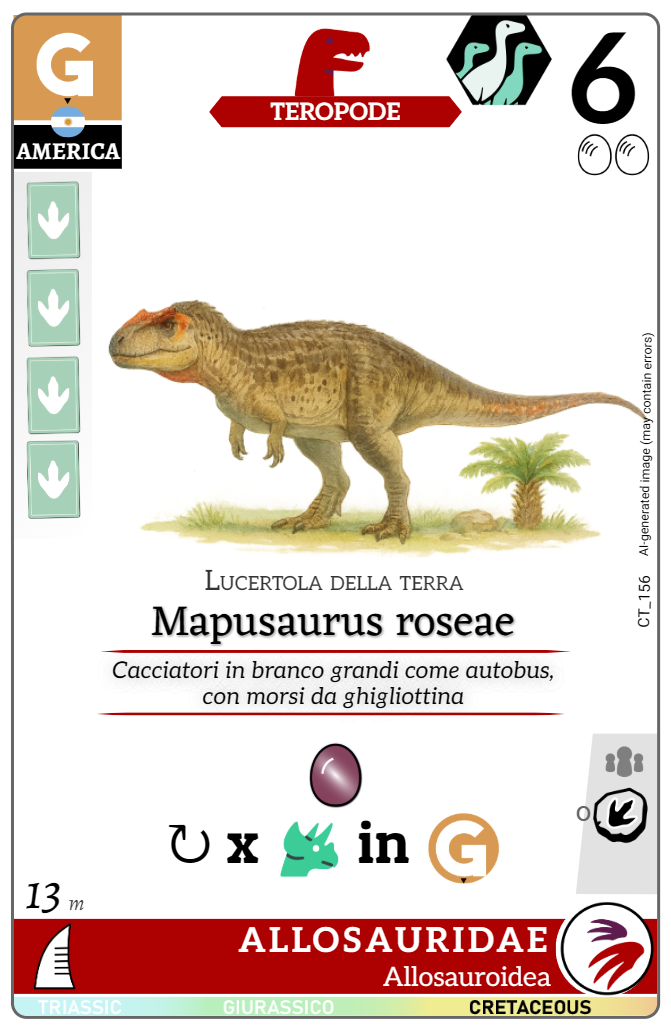 G
AMERICA
TEROPODE
6
AI-generated image (may contain errors)
CT_156
Lucertola della terra
Mapusaurus roseae
Cacciatori in branco grandi come autobus,
con morsi da ghigliottina
↻ x in G
O
13 m
ALLOSAURIDAE
Allosauroidea
TRIASSIC GIURASSICO CRETACEOUS